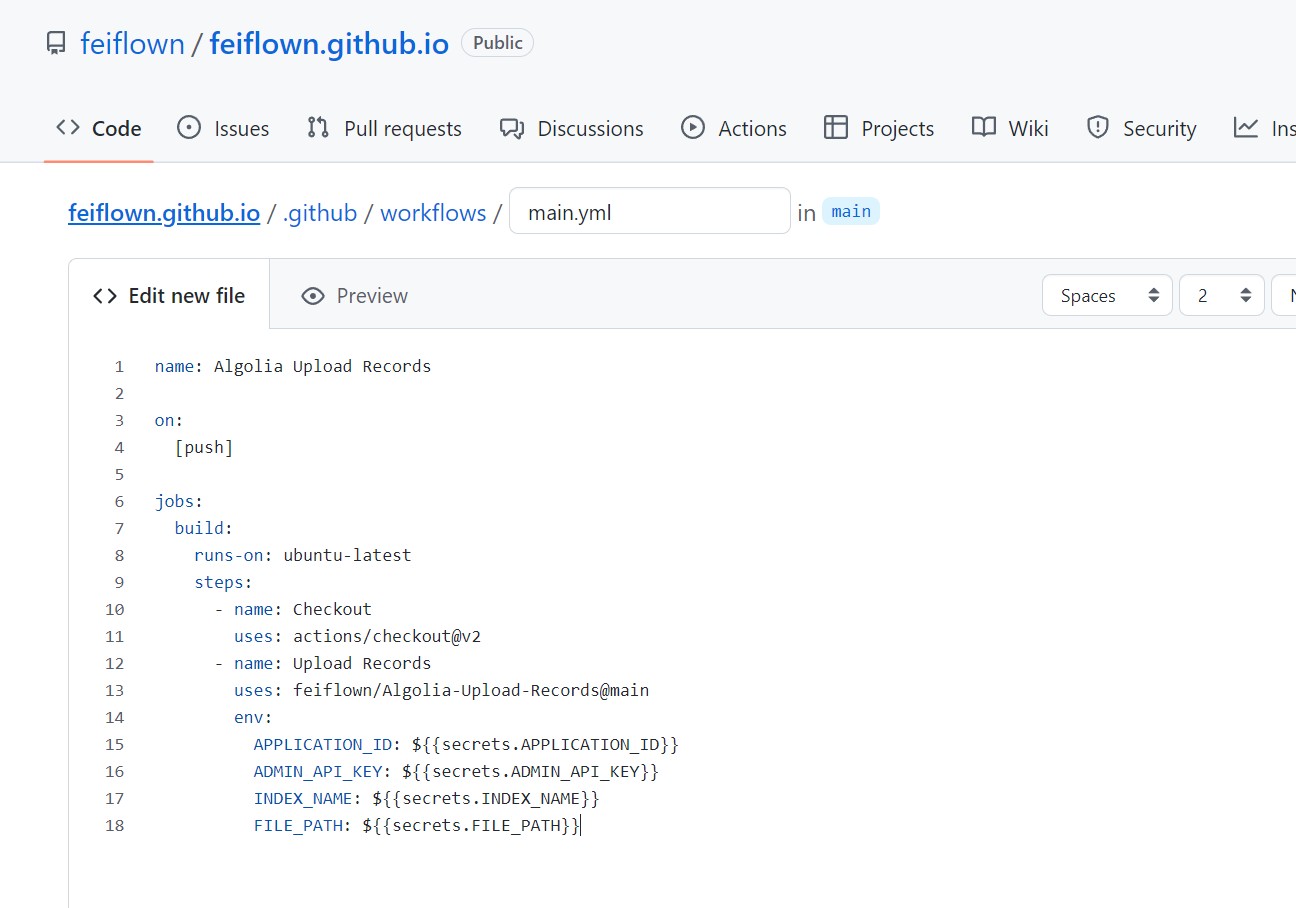 feiflown / feiflown.github.io Public
Code Issues Pull requests Discussions Actions Projects Wiki Security Ins
feiflown.github.io / .github / workflows / main.yml in main
Edit new file Preview Spaces 2
1 name: Algolia Upload Records
2
3 on:
4 [push]
5
6 jobs:
7 build:
8 runs-on: ubuntu-latest
9 steps:
10 - name: Checkout
11 uses: actions/checkout@v2
12 - name: Upload Records
13 uses: feiflown/Algolia-Upload-Records@main
14 env:
15 APPLICATION_ID: ${{secrets.APPLICATION_ID}}
16 ADMIN_API_KEY: ${{secrets.ADMIN_API_KEY}}
17 INDEX_NAME: ${{secrets.INDEX_NAME}}
18 FILE_PATH: ${{secrets.FILE_PATH}}